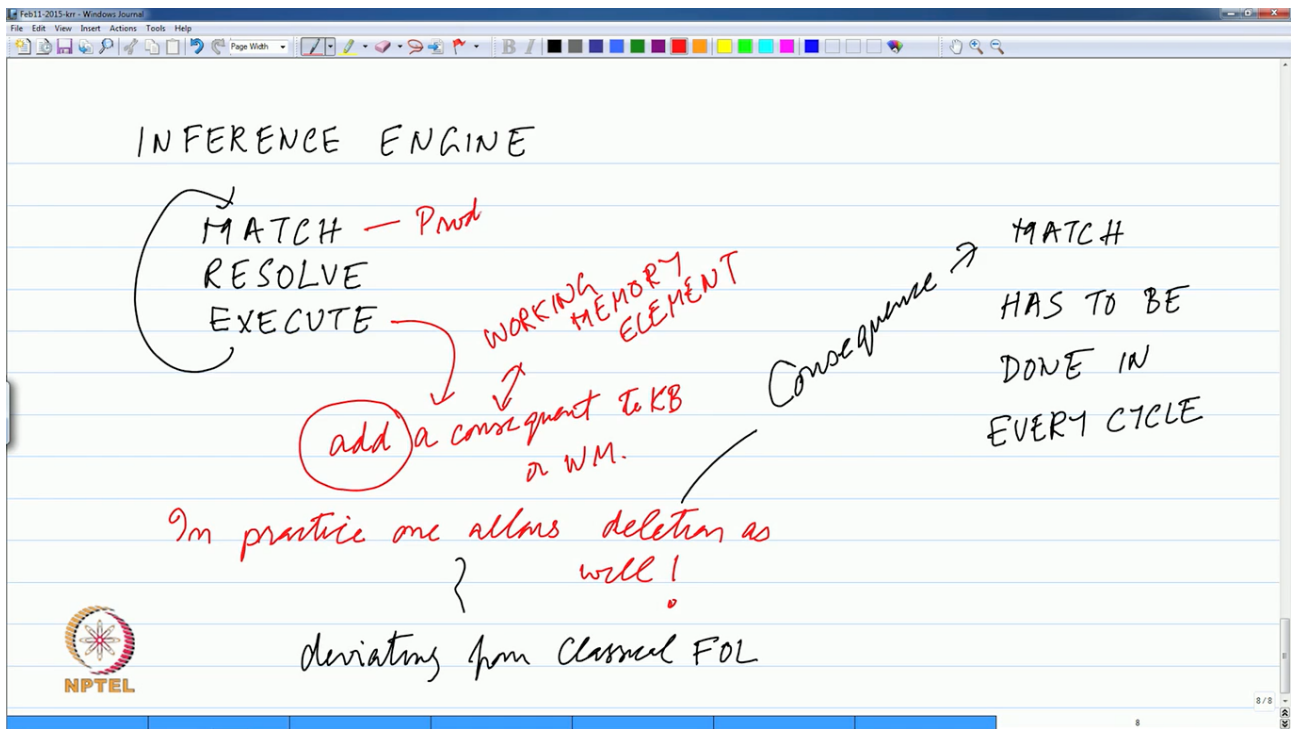 Feb11-2015-krr - Windows Journal
File Edit View Insert Actions Tools Help
Page Width
B I
INFERENCE ENGINE
MATCH — Prod
RESOLVE
EXECUTE
WORKING
MEMORY
ELEMENT
add a consequent to KB
or WM.
In practice one allows deletion as
well!
deviating from Classical FOL
Consequence
MATCH
HAS TO BE
DONE IN
EVERY CYCLE
NPTEL
8/8
8